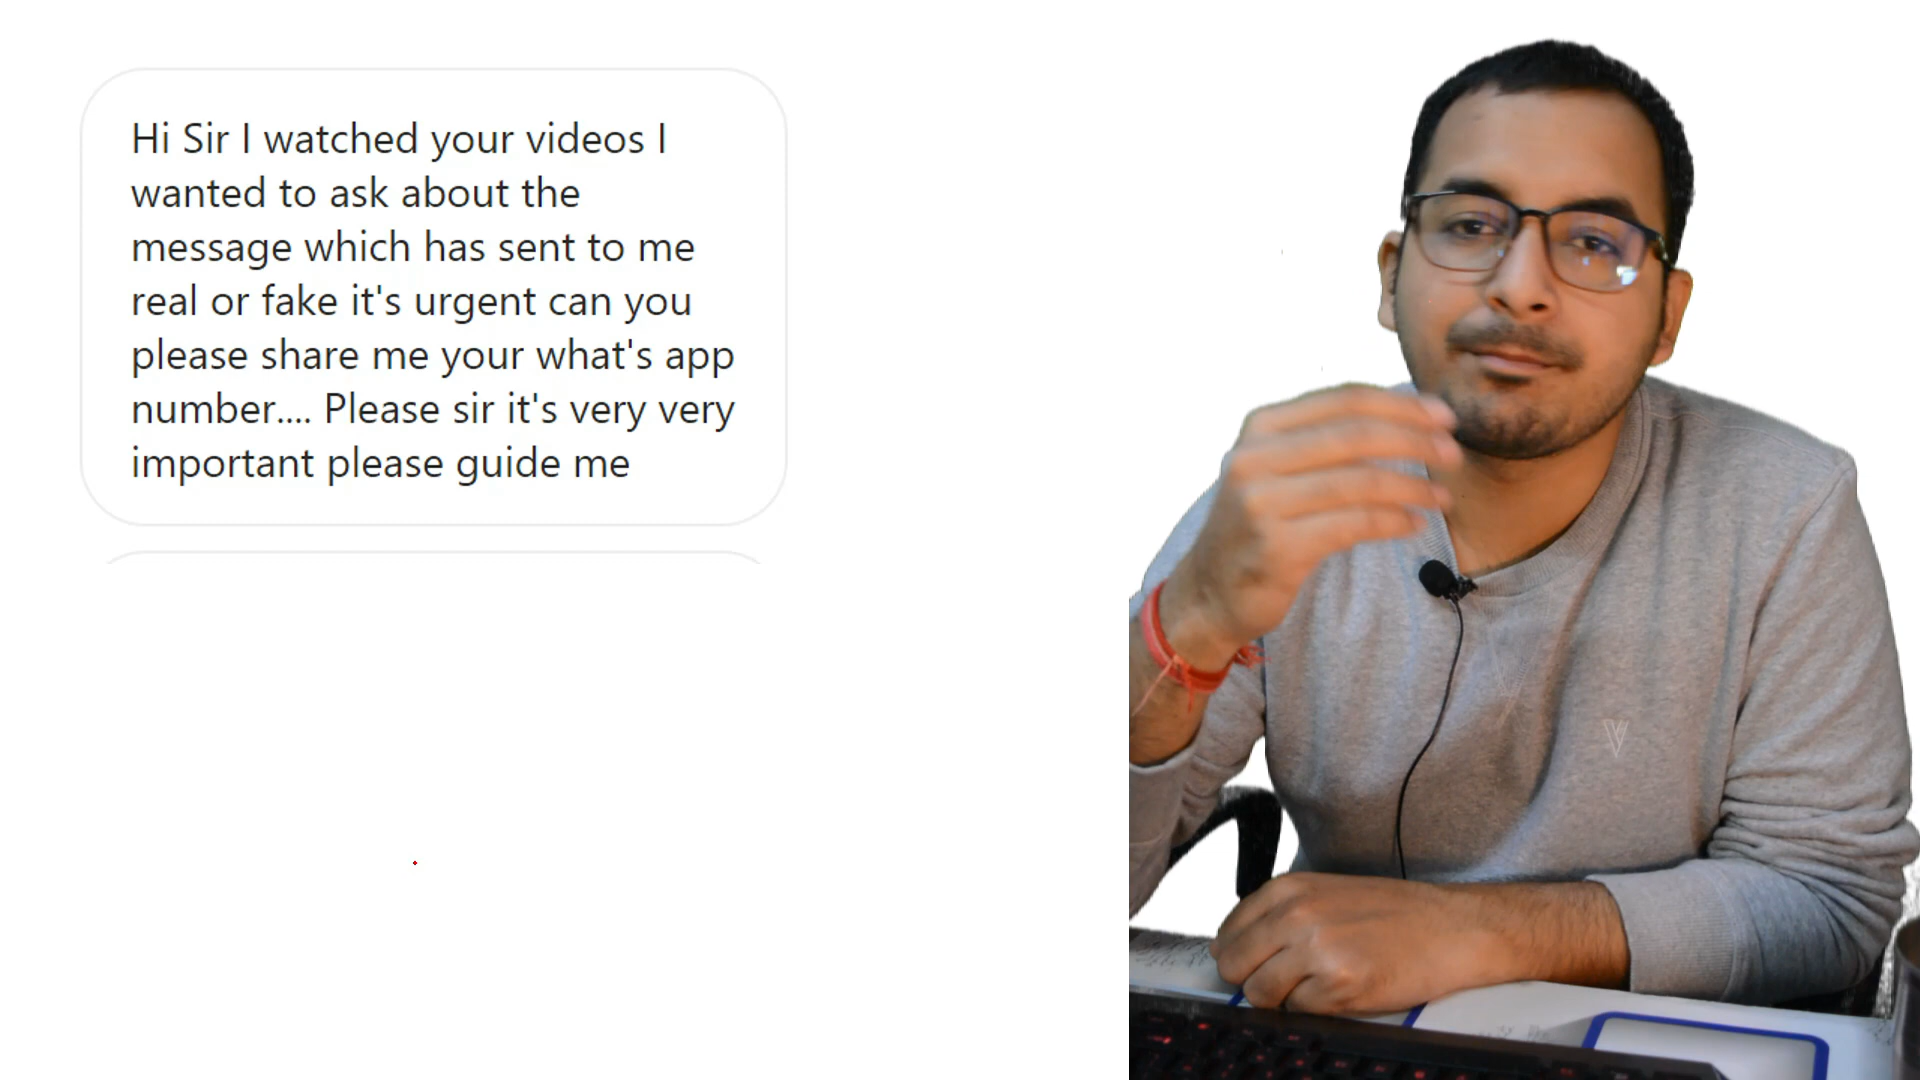 Hi Sir I watched your videos I
wanted to ask about the
message which has sent to me
real or fake it's urgent can you
please share me your what's app
number.... Please sir it's very very
important please guide me